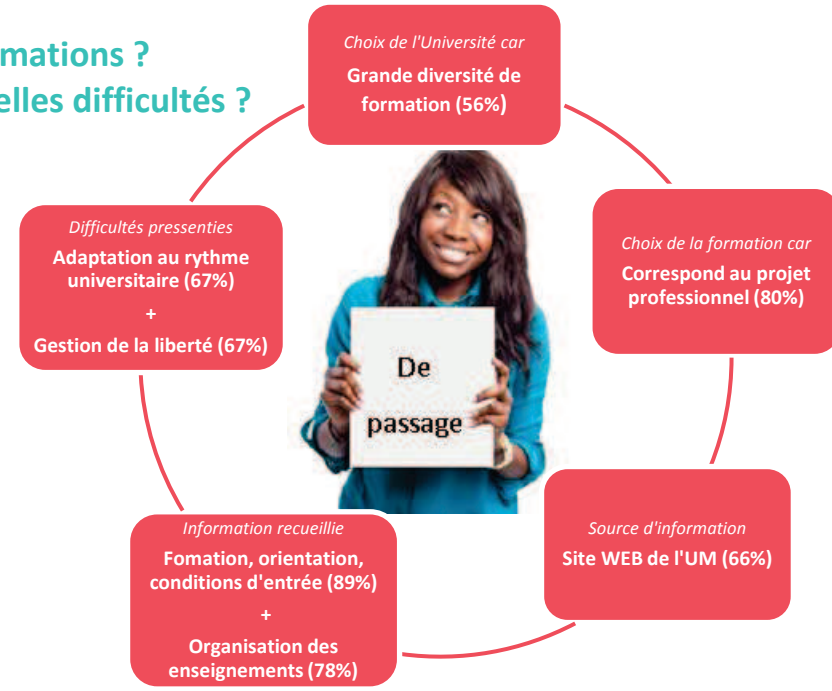 mations ?
elles difficultés ?
Choix de l'Université car
Grande diversité de
formation (56%)
Difficultés pressenties
Adaptation au rythme
universitaire (67%)
+
Gestion de la liberté (67%)
Choix de la formation car
Correspond au projet
professionnel (80%)
De
passage
Information recueillie
Fomation, orientation,
conditions d'entrée (89%)
+
Organisation des
enseignements (78%)
Source d'information
Site WEB de l'UM (66%)